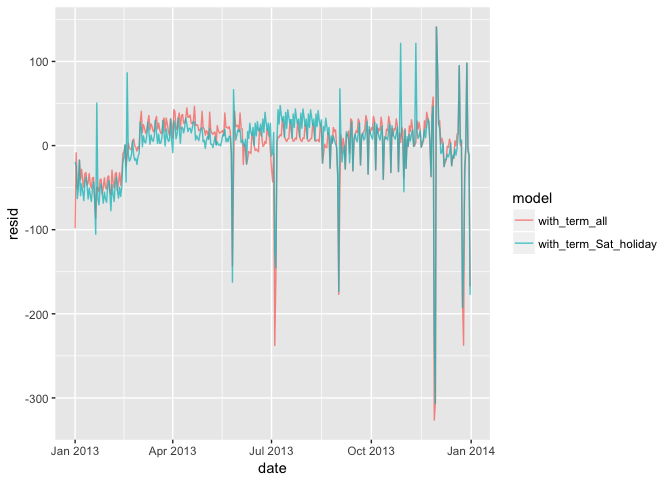 100
0
-100
-200
-300
resid
Jan 2013
Apr 2013
Jul 2013
Oct 2013
Jan 2014
date
model
with_term_all
with_term_Sat_holiday